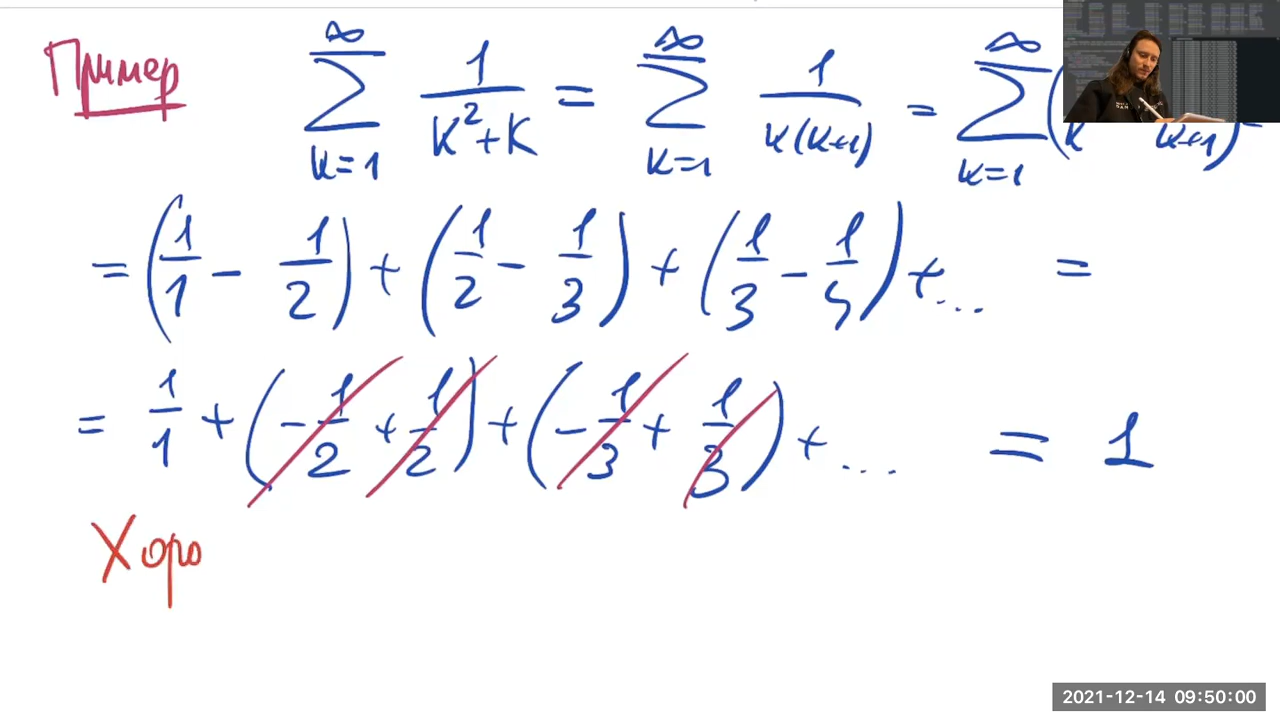 Пример ∞ ∑ k=1 1/(k²+k) = ∞ ∑ k=1 1/(k(k+1)) = ∞ ∑ k=1 ( k k+1)
= (1/1 - 1/2) + (1/2 - 1/3) + (1/3 - 1/4) + ... =
= 1/1 + (-1/2 + 1/2) + (-1/3 + 1/3) + ... = 1
Хоро
2021-12-14 09:50:00